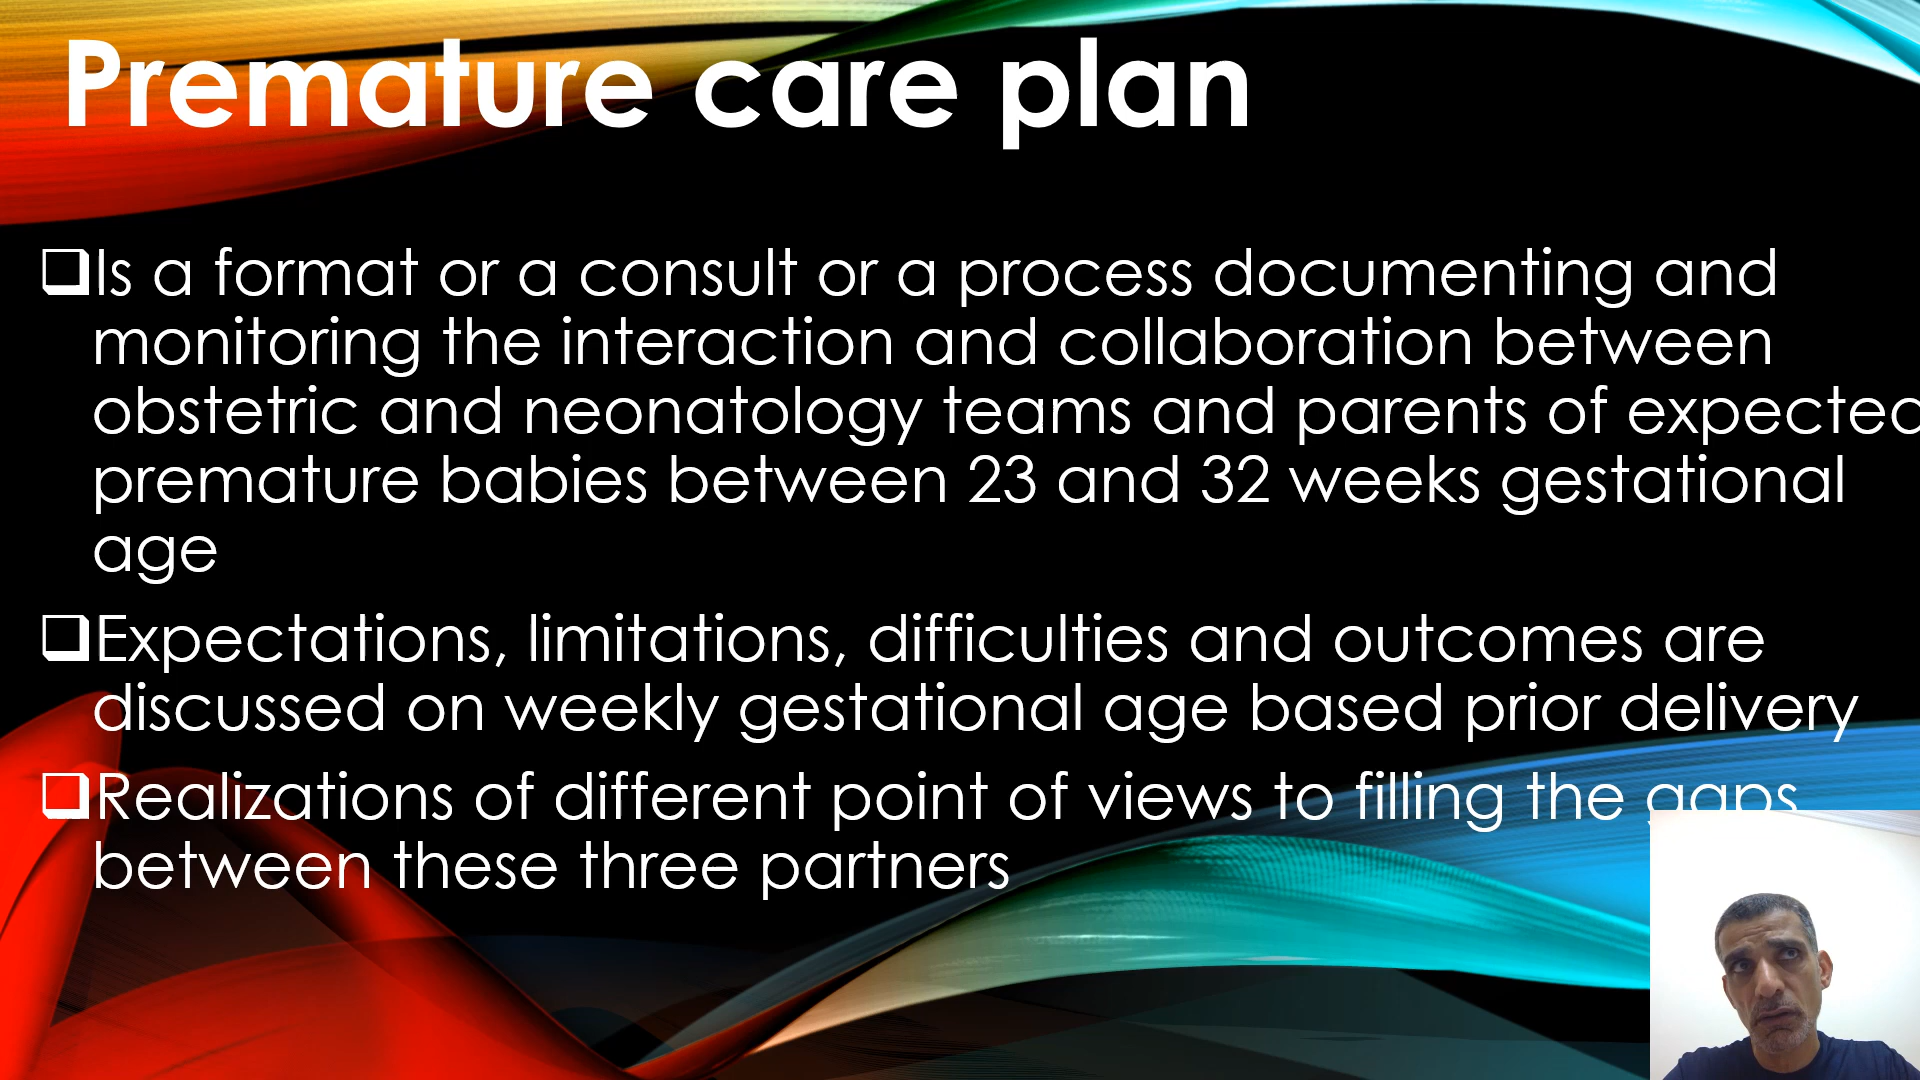 Premature care plan
❑Is a format or a consult or a process documenting and
monitoring the interaction and collaboration between
obstetric and neonatology teams and parents of expected
premature babies between 23 and 32 weeks gestational
age
❑Expectations, limitations, difficulties and outcomes are
discussed on weekly gestational age based prior delivery
❑Realizations of different point of views to filling the gaps
between these three partners